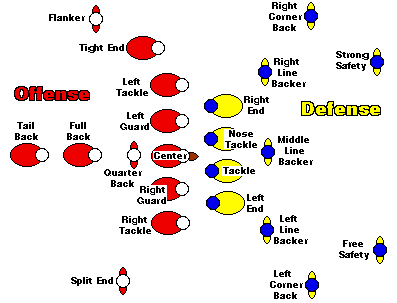 Flanker
Right
Corner
Back
Tight End
Strong
Safety
Right
Line
Backer
Left
Tackle
Offense
Right
End
Defense
Left
Guard
Tail
Back
Full
Back
Nose
Tackle
Middle
Line
Backer
Center
Quarter
Back
Tackle
Right
Guard
Left
End
Right
Tackle
Left
Line
Backer
Free
Safety
Split End
Left
Corner
Back